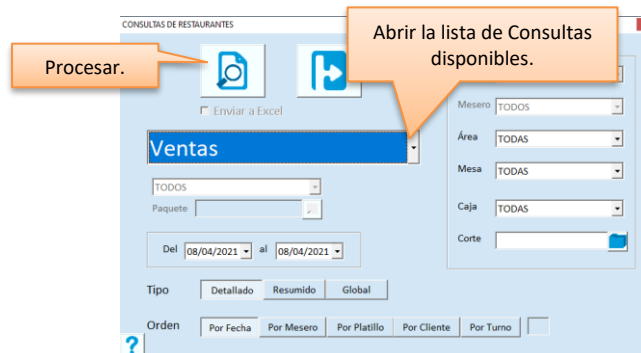 CONSULTAS DE RESTAURANTES
Abrir la lista de Consultas
disponibles.
Procesar.
Enviar a Excel
Mesero TODOS
Ventas
Área TODAS
Mesa TODAS
TODOS
Paquete
Caja TODAS
Corte
Del 08/04/2021 al 08/04/2021
Tipo Detallado Resumido Global
Orden Por Fecha Por Mesero Por Platillo Por Cliente Por Turno
?